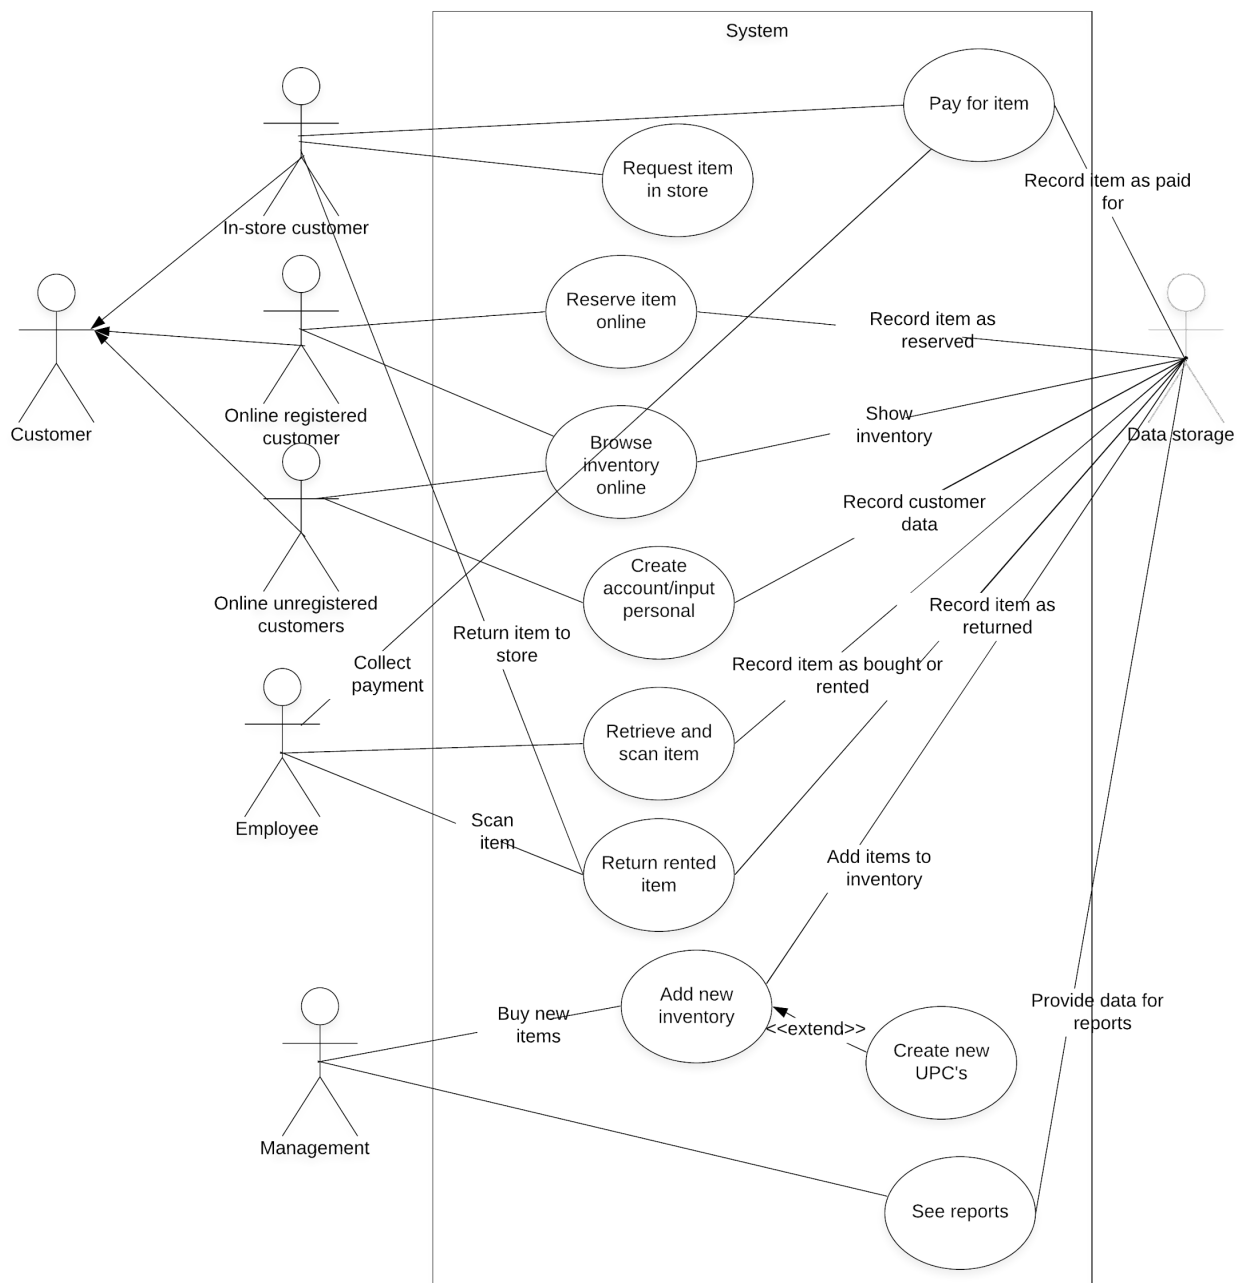 System
Pay for item
Request item
in store
Record item as paid
for
In-store customer
Reserve item
online
Record item as
reserved
Online registered
customer
Customer
Browse
inventory
online
Show
inventory
Data storage
Record customer
data
Create
account/input
personal
Online unregistered
customers
Return item to
store
Record item as
returned
Collect
payment
Record item as bought or
rented
Retrieve and
scan item
Employee
Scan
item
Return rented
item
Add items to
inventory
Add new
inventory
Buy new
items
<<extend>>
Create new
UPC's
Provide data for
reports
Management
See reports